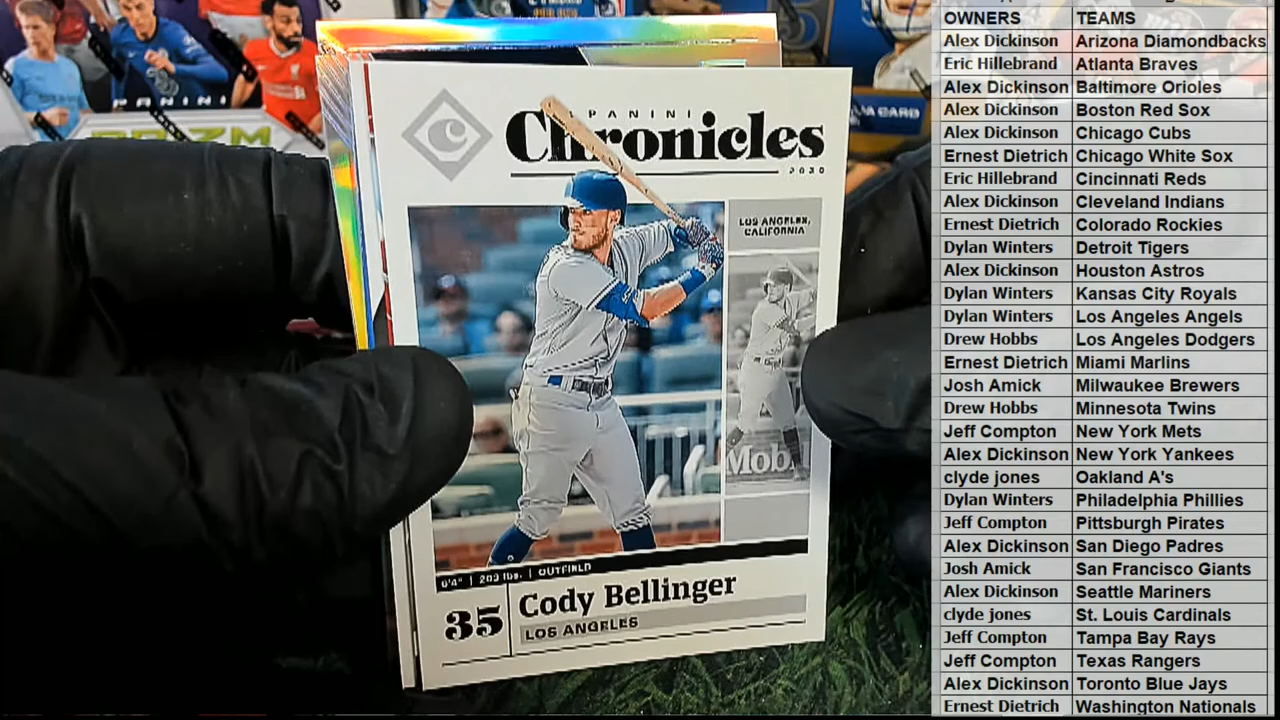 PANINI
PRIZM
CARD
PANINI
Chronicles
2020
LOS ANGELES,
CALIFORNIA
Mobi
6'4" | 203 lbs. | OUTFIELD
35
Cody Bellinger
LOS ANGELES
OWNERS TEAMS
Alex Dickinson Arizona Diamondbacks
Eric Hillebrand Atlanta Braves
Alex Dickinson Baltimore Orioles
Alex Dickinson Boston Red Sox
Alex Dickinson Chicago Cubs
Ernest Dietrich Chicago White Sox
Eric Hillebrand Cincinnati Reds
Alex Dickinson Cleveland Indians
Ernest Dietrich Colorado Rockies
Dylan Winters Detroit Tigers
Alex Dickinson Houston Astros
Dylan Winters Kansas City Royals
Dylan Winters Los Angeles Angels
Drew Hobbs Los Angeles Dodgers
Ernest Dietrich Miami Marlins
Josh Amick Milwaukee Brewers
Drew Hobbs Minnesota Twins
Jeff Compton New York Mets
Alex Dickinson New York Yankees
clyde jones Oakland A's
Dylan Winters Philadelphia Phillies
Jeff Compton Pittsburgh Pirates
Alex Dickinson San Diego Padres
Josh Amick San Francisco Giants
Alex Dickinson Seattle Mariners
clyde jones St. Louis Cardinals
Jeff Compton Tampa Bay Rays
Jeff Compton Texas Rangers
Alex Dickinson Toronto Blue Jays
Ernest Dietrich Washington Nationals